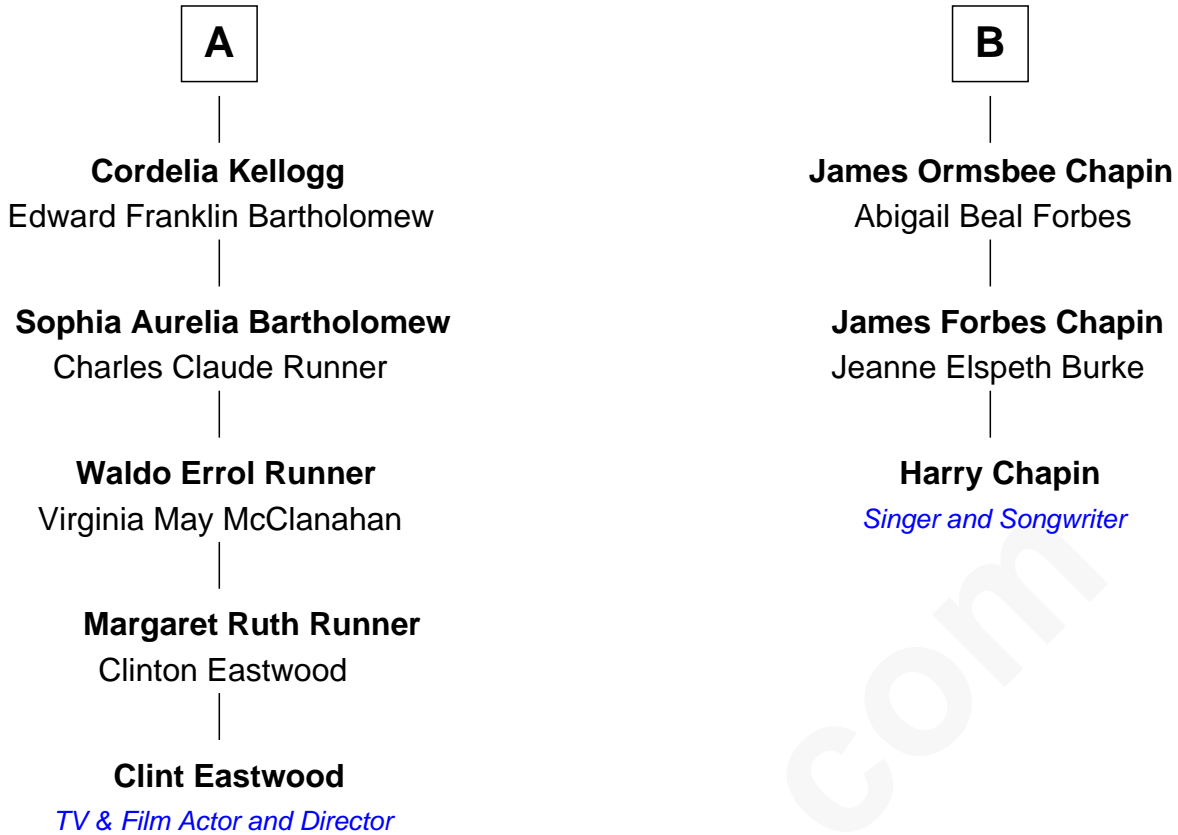 A
Cordelia Kellogg
Edward Franklin Bartholomew
Sophia Aurelia Bartholomew
Charles Claude Runner
Waldo Errol Runner
Virginia May McClanahan
Margaret Ruth Runner
Clinton Eastwood
Clint Eastwood
TV & Film Actor and Director
B
James Ormsbee Chapin
Abigail Beal Forbes
James Forbes Chapin
Jeanne Elspeth Burke
Harry Chapin
Singer and Songwriter
com